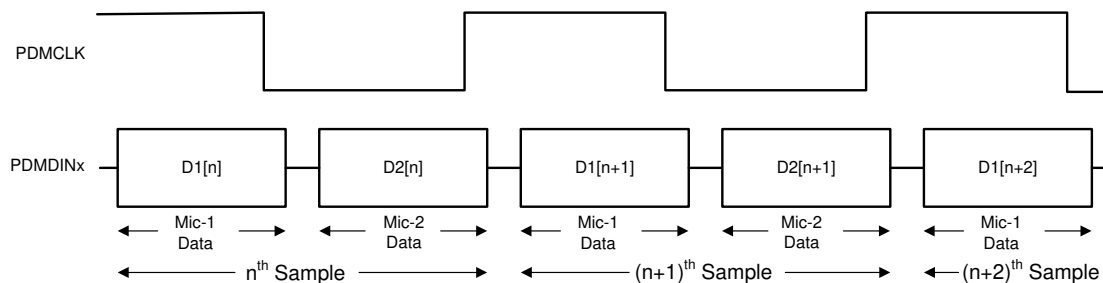 PDMCLK
PDMDINx
D1[n]
D2[n]
D1[n+1]
D2[n+1]
D1[n+2]
Mic-1
Data
Mic-2
Data
Mic-1
Data
Mic-2
Data
Mic-1
Data
nth Sample
(n+1)th Sample
(n+2)th Sample